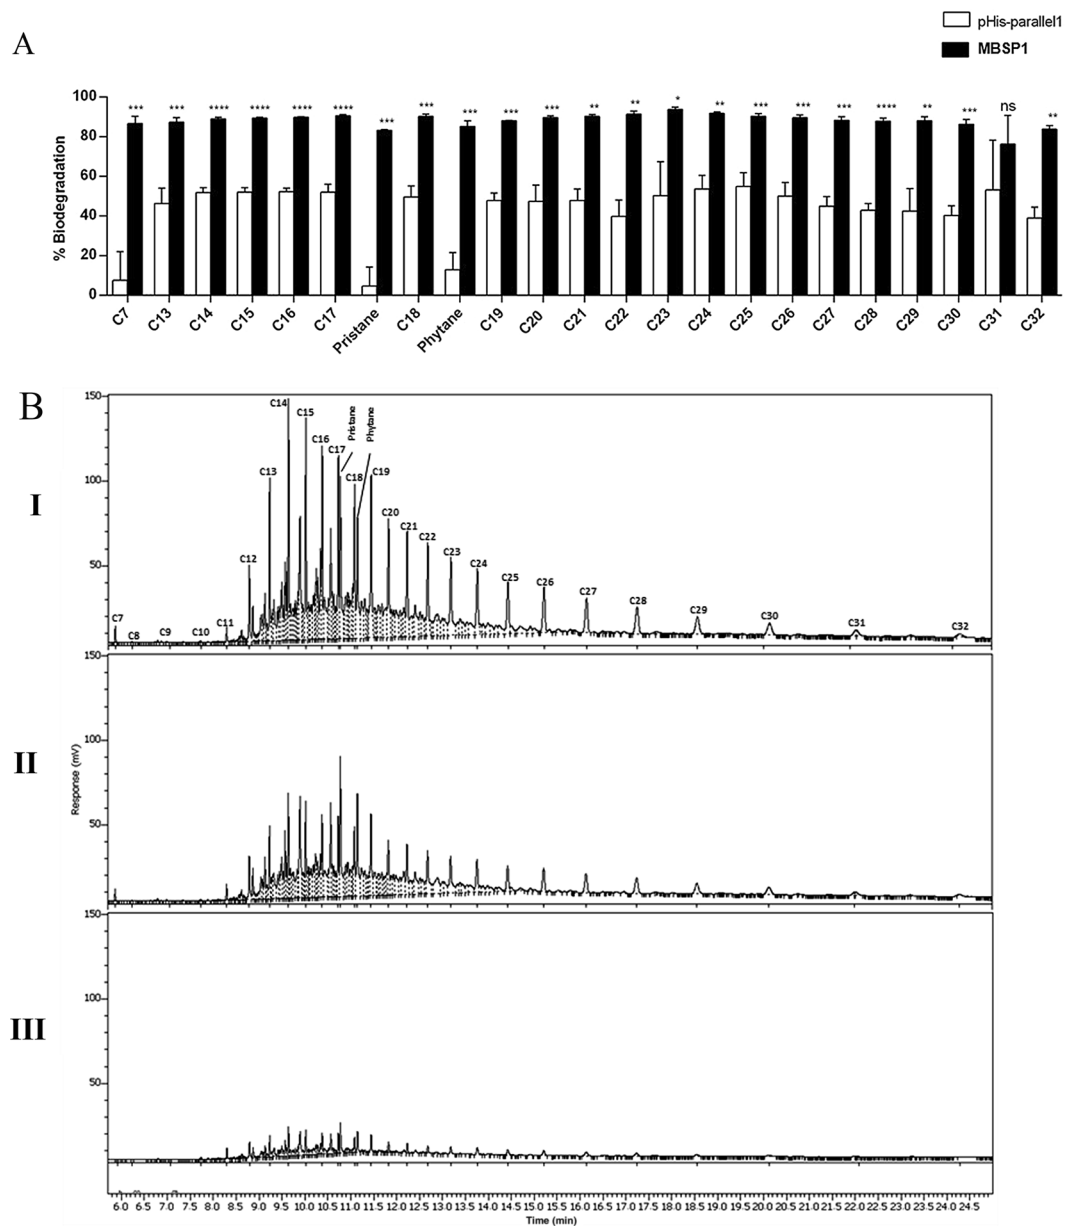 pHis-parallel1
MBSP1
A
100
80
60
40
20
0
% Biodegradation
*** *** **** **** **** **** *** *** *** *** *** ** ** * ** *** *** *** **** ** *** ns **
C7 C13 C14 C15 C16 C17 Pristane C18 Phytane C19 C20 C21 C22 C23 C24 C25 C26 C27 C28 C29 C30 C31 C32
B
I
150
100
50
C7 C8 C9 C10 C11 C12 C13 C14 C15 C16 C17 Pristane C18 Phytane C19 C20 C21 C22 C23 C24 C25 C26 C27 C28 C29 C30 C31 C32
II
150
100
50
Response (mV)
III
150
100
50
6.0 6.5 7.0 7.5 8.0 8.5 9.0 9.5 10.0 10.5 11.0 11.5 12.0 12.5 13.0 13.5 14.0 14.5 15.0 15.5 16.0 16.5 17.0 17.5 18.0 18.5 19.0 19.5 20.0 20.5 21.0 21.5 22.0 22.5 23.0 23.5 24.0 24.5
Time (min)